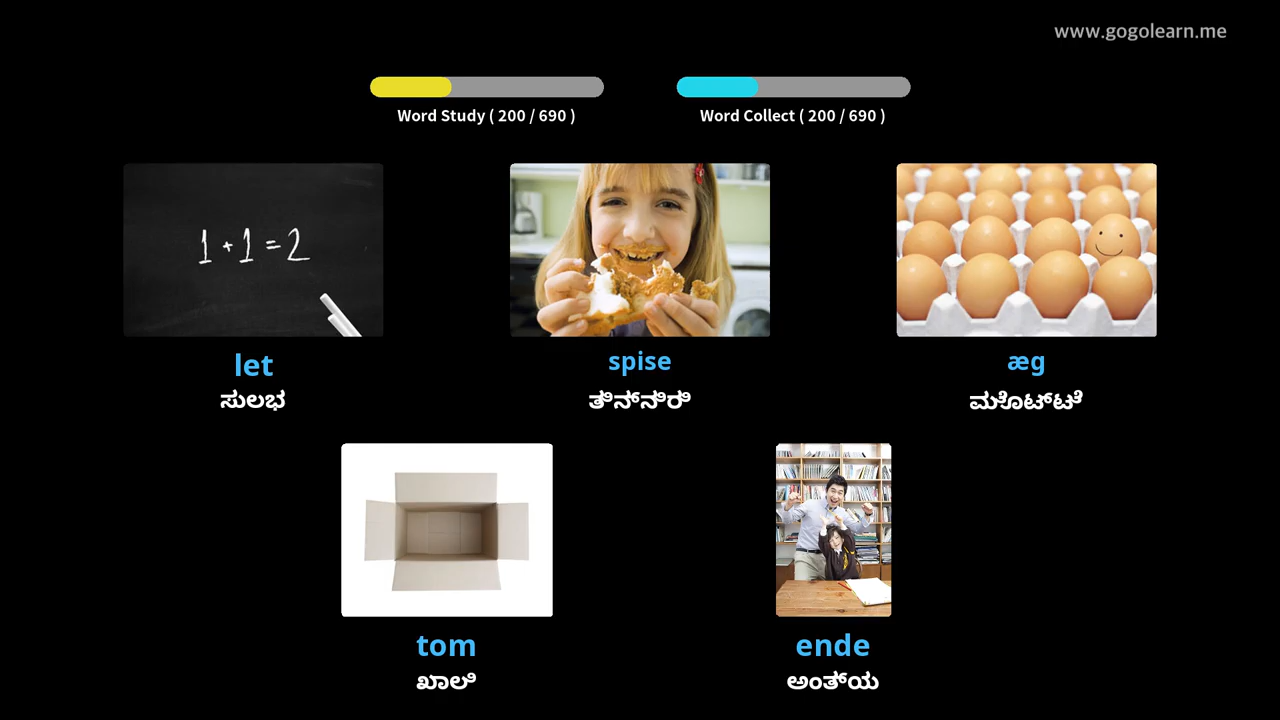 www.gogolearn.me
Word Study ( 200 / 690 )
Word Collect ( 200 / 690 )
1 + 1 = 2
let
spise
æg
ಸುಲಭ
ತಿನ್ನಿರಿ
ಮೊಟ್ಟೆ
tom
ende
ಖಾಲಿ
ಅಂತ್ಯ